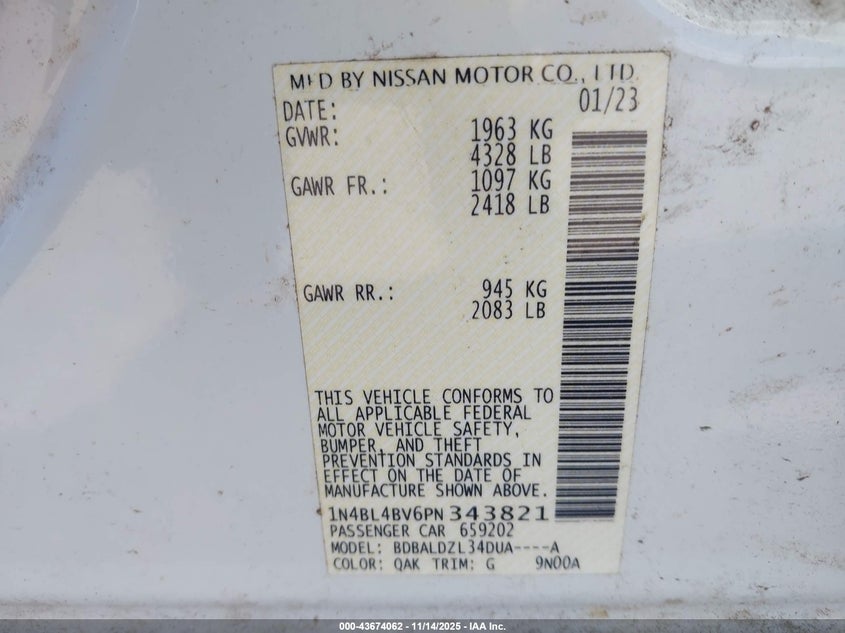 MFD BY NISSAN MOTOR CO., LTD.
DATE: 01/23
GVWR: 1963 KG
4328 LB
GAWR FR.: 1097 KG
2418 LB
GAWR RR.: 945 KG
2083 LB
THIS VEHICLE CONFORMS TO
ALL APPLICABLE FEDERAL
MOTOR VEHICLE SAFETY,
BUMPER, AND THEFT
PREVENTION STANDARDS IN
EFFECT ON THE DATE OF
MANUFACTURE SHOWN ABOVE.
1N4BL4BV6PN343821
PASSENGER CAR 659202
MODEL: BDBALDZL34DUA----A
COLOR: QAK TRIM: G 9N00A
000-43674062 - 11/14/2025 - IAA Inc.